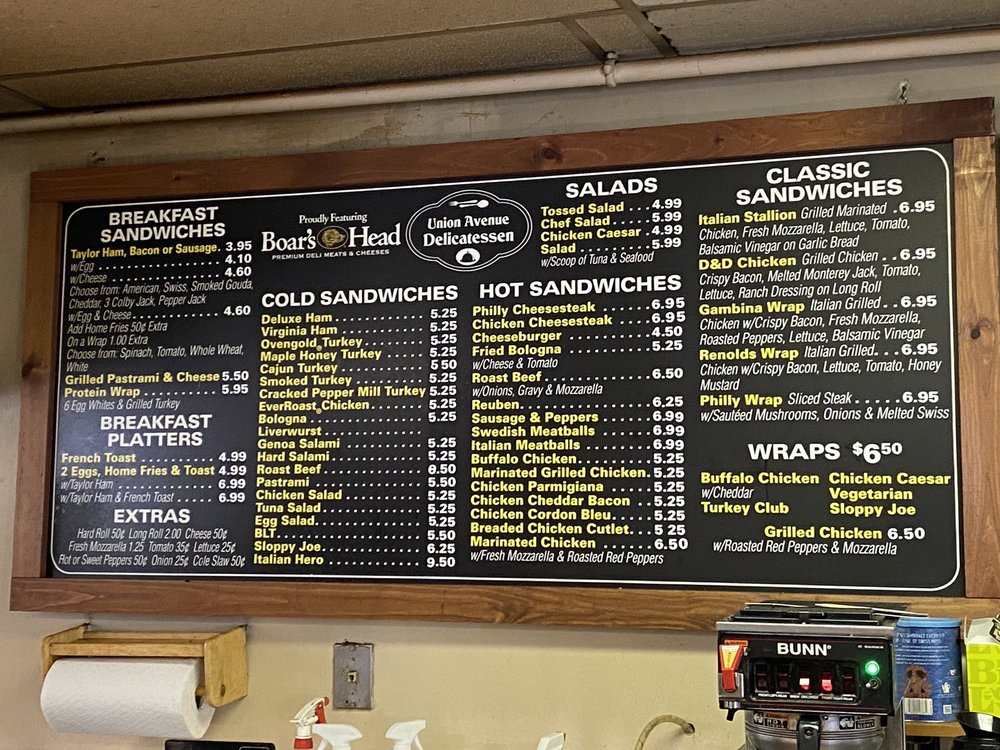 BREAKFAST
SANDWICHES
Taylor Ham, Bacon or Sausage. 3.95
w/Egg 4.10
w/Cheese 4.60
Choose from: American, Swiss, Smoked Gouda,
Cheddar, 3 Colby Jack, Pepper Jack
w/Egg & Cheese 4.60
Add Home Fries 50¢ Extra
On a Wrap 1.00 Extra
Choose from: Spinach, Tomato, Whole Wheat,
White
Grilled Pastrami & Cheese 5.50
Protein Wrap 5.95
6 Egg Whites & Grilled Turkey
BREAKFAST
PLATTERS
French Toast 4.99
2 Eggs, Home Fries & Toast 4.99
w/Taylor Ham 6.99
w/Taylor Ham & French Toast 6.99
EXTRAS
Hard Roll 50¢ Long Roll 2.00 Cheese 50¢
Fresh Mozzarella 1.25 Tomato 35¢ Lettuce 25¢
Hot or Sweet Peppers 50¢ Onion 25¢ Cole Slaw 50¢
Proudly Featuring
Boar's Head
PREMIUM DELI MEATS & CHEESES
Union Avenue
Delicatessen
COLD SANDWICHES
Deluxe Ham 5.25
Virginia Ham 5.25
Ovengold Turkey 5.25
Maple Honey Turkey 5.25
Cajun Turkey 5 50
Smoked Turkey 5.25
Cracked Pepper Mill Turkey 5.25
EverRoast Chicken 5.25
Bologna 5.25
Liverwurst
Genoa Salami 5.25
Hard Salami 5.25
Roast Beef 6.50
Pastrami 5.50
Chicken Salad 5.25
Tuna Salad 5.25
Egg Salad 5.25
BLT 5.50
Sloppy Joe 6.25
Italian Hero 9.50
SALADS
Tossed Salad 4.99
Chef Salad 5.99
Chicken Caesar 4.99
Salad 5.99
w/Scoop of Tuna & Seafood
HOT SANDWICHES
Philly Cheesesteak 6.95
Chicken Cheesesteak 6.95
Cheeseburger 4.50
Fried Bologna 5.25
w/Cheese & Tomato
Roast Beef 6.50
w/Onions, Gravy & Mozzarella
Reuben 6.25
Sausage & Peppers 6.99
Swedish Meatballs 6.99
Italian Meatballs 6.99
Buffalo Chicken 5.25
Marinated Grilled Chicken. 5.25
Chicken Parmigiana 5.25
Chicken Cheddar Bacon 5.25
Chicken Cordon Bleu 5.25
Breaded Chicken Cutlet 5 25
Marinated Chicken 6.50
w/Fresh Mozzarella & Roasted Red Peppers
CLASSIC
SANDWICHES
Italian Stallion Grilled Marinated . 6.95
Chicken, Fresh Mozzarella, Lettuce, Tomato,
Balsamic Vinegar on Garlic Bread
D&D Chicken Grilled Chicken . . 6.95
Crispy Bacon, Melted Monterey Jack, Tomato,
Lettuce, Ranch Dressing on Long Roll
Gambina Wrap Italian Grilled . . 6.95
Chicken w/Crispy Bacon, Fresh Mozzarella,
Roasted Peppers, Lettuce, Balsamic Vinegar
Renolds Wrap Italian Grilled. . . 6.95
Chicken w/Crispy Bacon, Lettuce, Tomato, Honey
Mustard
Philly Wrap Sliced Steak 6.95
w/Sautéed Mushrooms, Onions & Melted Swiss
WRAPS $6.50
Buffalo Chicken
w/Cheddar
Turkey Club
Chicken Caesar
Vegetarian
Sloppy Joe
Grilled Chicken 6.50
w/Roasted Red Peppers & Mozzarella
BUNN